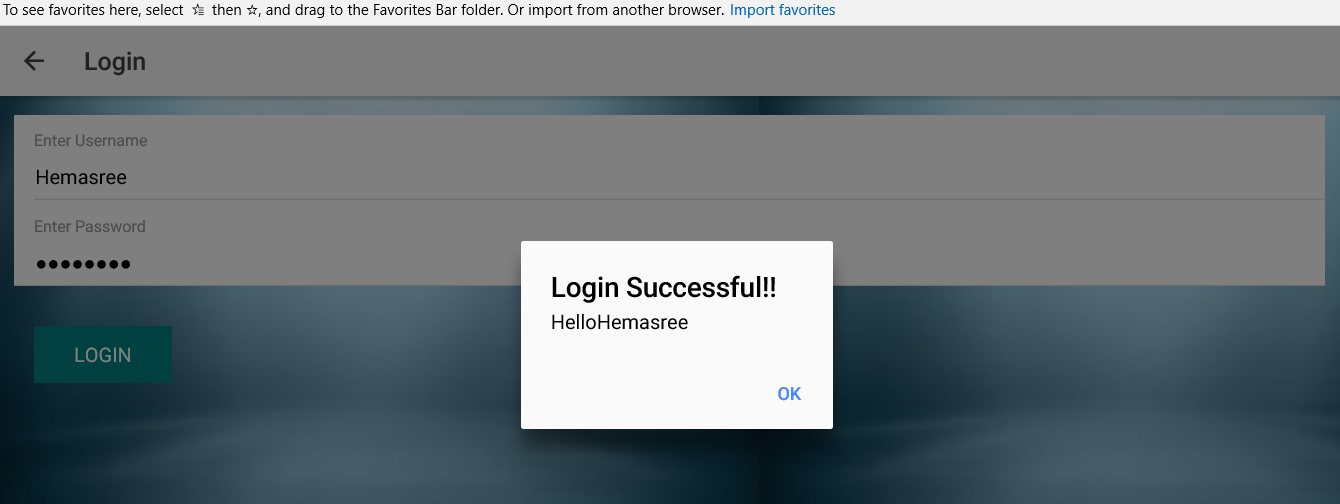 To see favorites here, select then ☆, and drag to the Favorites Bar folder. Or import from another browser. Import favorites
Login
Enter Username
Hemasree
Enter Password
••••••••
Login Successful!!
HelloHemasree
LOGIN
OK